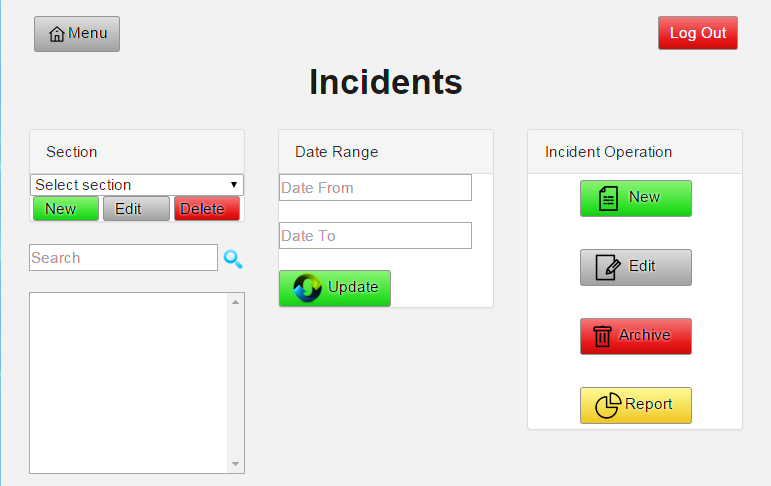 Menu
Log Out
Incidents
Section
Select section
New
Edit
Delete
Search
Date Range
Date From
Date To
Update
Incident Operation
New
Edit
Archive
Report